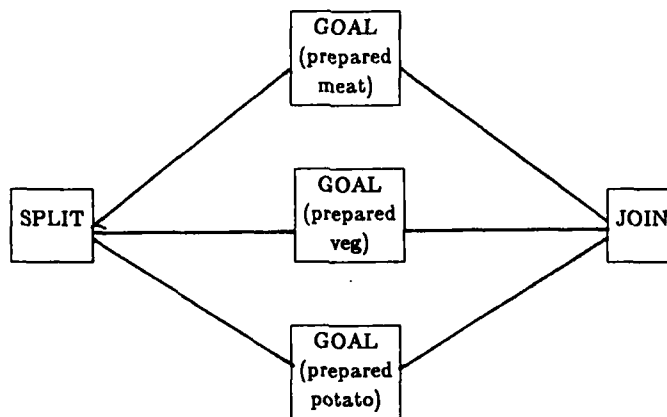 GOAL
(prepared
meat)
SPLIT
GOAL
(prepared
veg)
JOIN
GOAL
(prepared
potato)